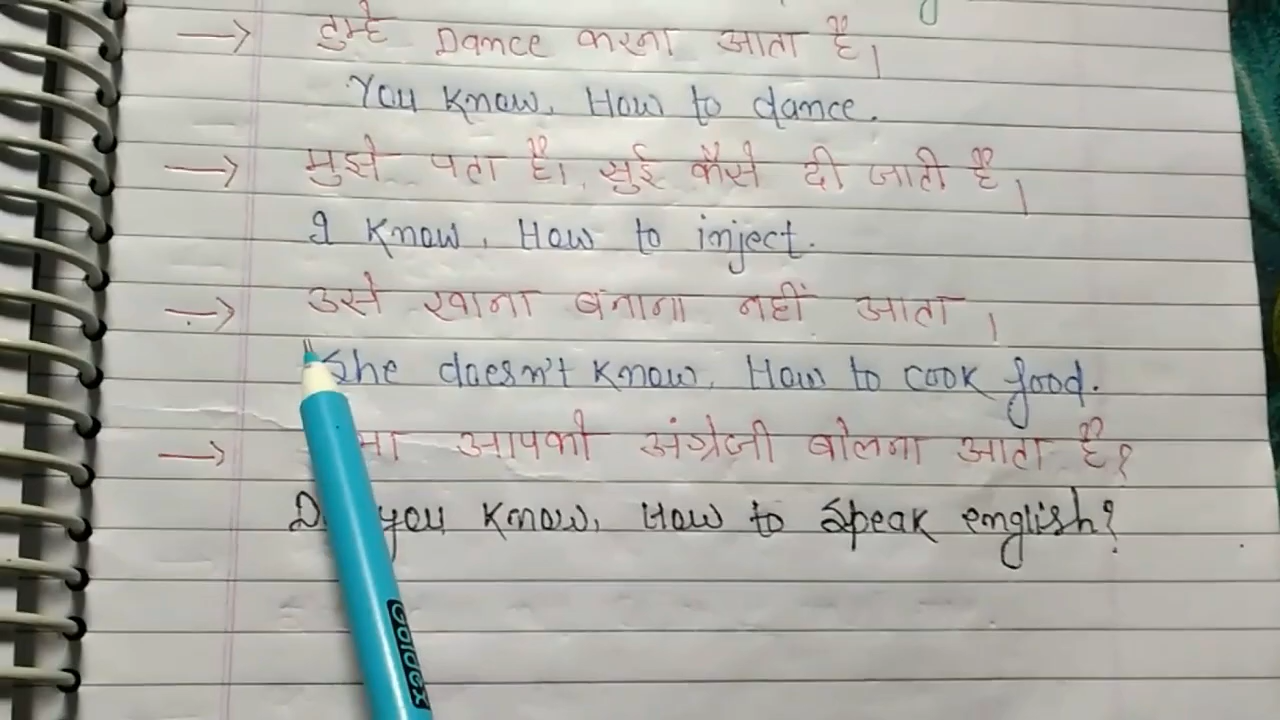 → तुम्हे Dance करना आता है।
You Know, How to dance.
→ मुझे पता है। सुई कैसे दी जाती है।
I Know, How to inject.
→ उसे खाना बनाना नहीं आता।
She doesn't Know, How to cook food.
→ आपको अंग्रेजी बोलना आता है?
you Know, How to Speak english?